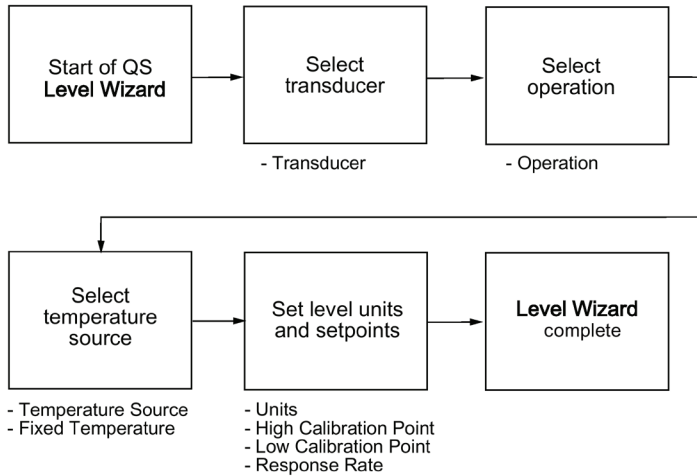 Start of QS
Level Wizard
Select
transducer
- Transducer
Select
operation
- Operation
Select
temperature
source
- Temperature Source
- Fixed Temperature
Set level units
and setpoints
- Units
- High Calibration Point
- Low Calibration Point
- Response Rate
Level Wizard
complete